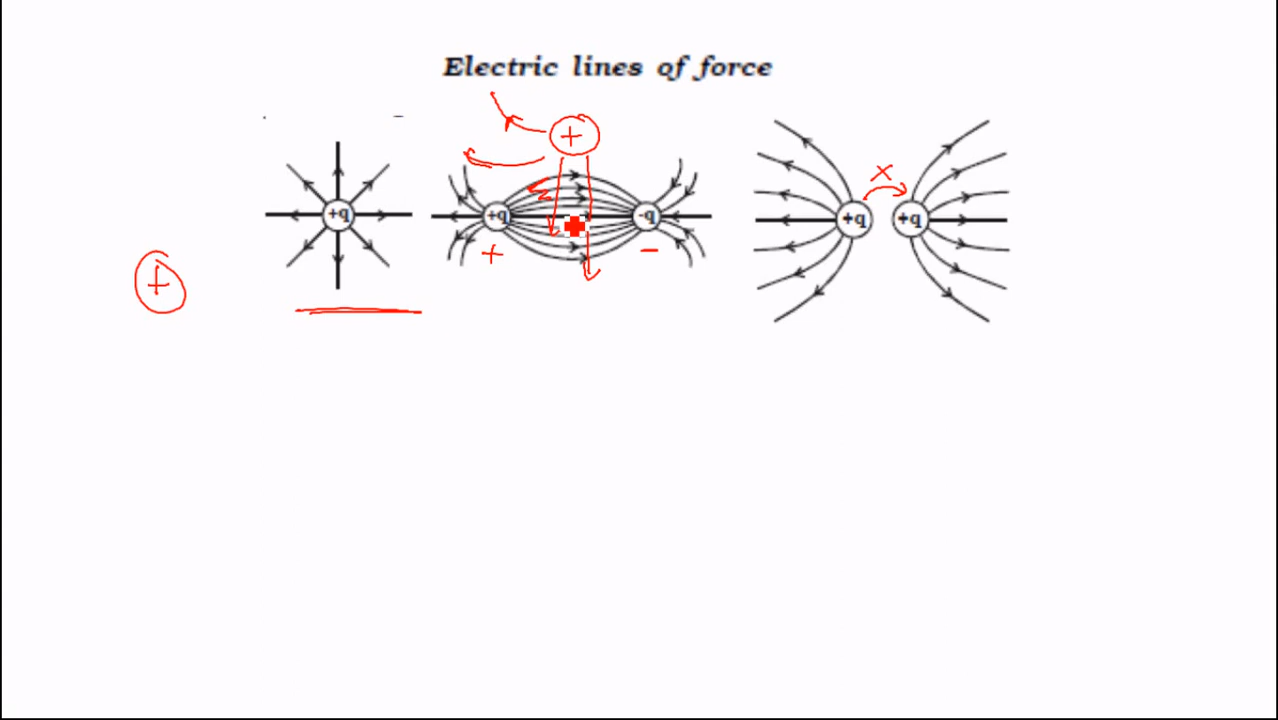 Electric lines of force
+
+q
+q
-q
+q
+q
x
+
-
+